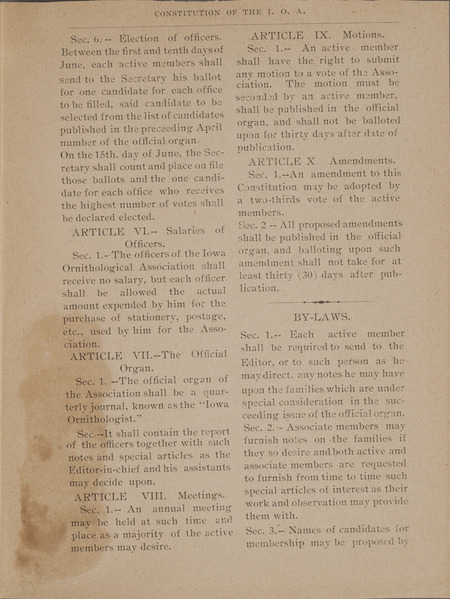 CONSTITUTION OF THE I. O. A.
Sec. 6. -- Election of officers.
Between the first and tenth days of
June, each active members shall
send to the Secretary his ballot
for one candidate for each office
to be filled, said candidate to be
selected from the list of candidates
published in the preceeding April
number of the official organ.
On the 15th. day of June, the Sec-
retary shall count and place on file
those ballots and the one candi-
date for each office who receives
the highest number of votes shall
be declared elected.
ARTICLE VI.-- Salaries of
Officers.
Sec. 1.--The officers of the Iowa
Ornithological Association shall
receive no salary, but each officer
shall be allowed the actual
amount expended by him for the
purchase of stationery, postage,
etc., used by him for the Asso-
ciation.
ARTICLE VII.--The Official
Organ.
Sec. 1. --The official organ of
the Association shall be a quar-
terly journal, known as the "Iowa
Ornithologist."
Sec.--It shall contain the report
of the officers together with such
notes and special articles as the
Editor-in-chief and his assistants
may decide upon.
ARTICLE VIII. Meetings.
Sec. 1.-- An annual meeting
may be held at such time and
place as a majority of the active
members may desire.
ARTICLE IX. Motions.
Sec. 1.-- An active member
shall have the right to submit
any motion to a vote of the Asso-
ciation. The motion must be
seconded by an active member,
shall be published in the official
organ, and shall not be balloted
upon for thirty days after date of
publication.
ARTICLE X Amendments.
Sec. 1.--An amendment to this
Constitution may be adopted by
a two-thirds vote of the active
members.
Sec. 2 -- All proposed amendments
shall be published in the official
organ, and balloting upon such
amendment shall not take for at
least thirty (30) days after pub-
lication.
BY-LAWS.
Sec. 1.-- Each active member
shall be required to send to the
Editor, or to such person as he
may direct, any notes he may have
upon the families which are under
special consideration in the suc-
ceeding issue of the official organ.
Sec. 2.-- Associate members may
furnish notes on the families if
they so desire and both active and
associate members are requested
to furnish from time to time such
special articles of interest as their
work and observation may provide
them with.
Sec. 3.-- Names of candidates for
membership may be proposed by